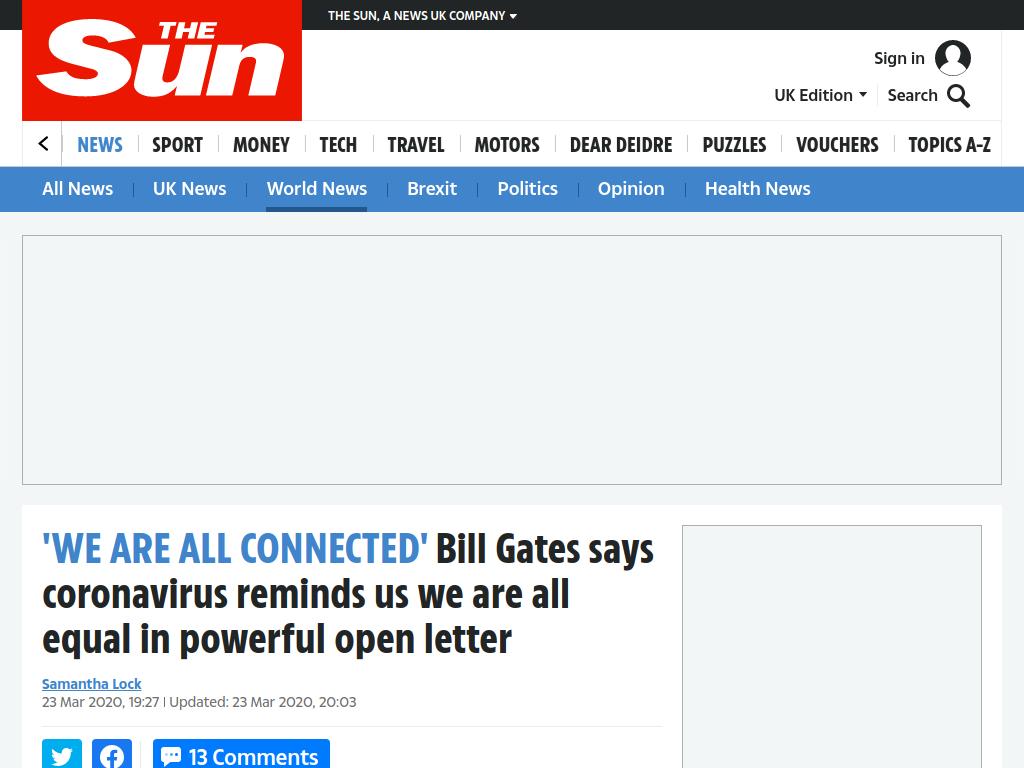 THE SUN, A NEWS UK COMPANY
THE
Sun
Sign in
UK Edition
Search
NEWS
SPORT
MONEY
TECH
TRAVEL
MOTORS
DEAR DEIDRE
PUZZLES
VOUCHERS
TOPICS A-Z
All News
UK News
World News
Brexit
Politics
Opinion
Health News
'WE ARE ALL CONNECTED' Bill Gates says
coronavirus reminds us we are all
equal in powerful open letter
Samantha Lock
23 Mar 2020, 19:27 | Updated: 23 Mar 2020, 20:03
13 Comments